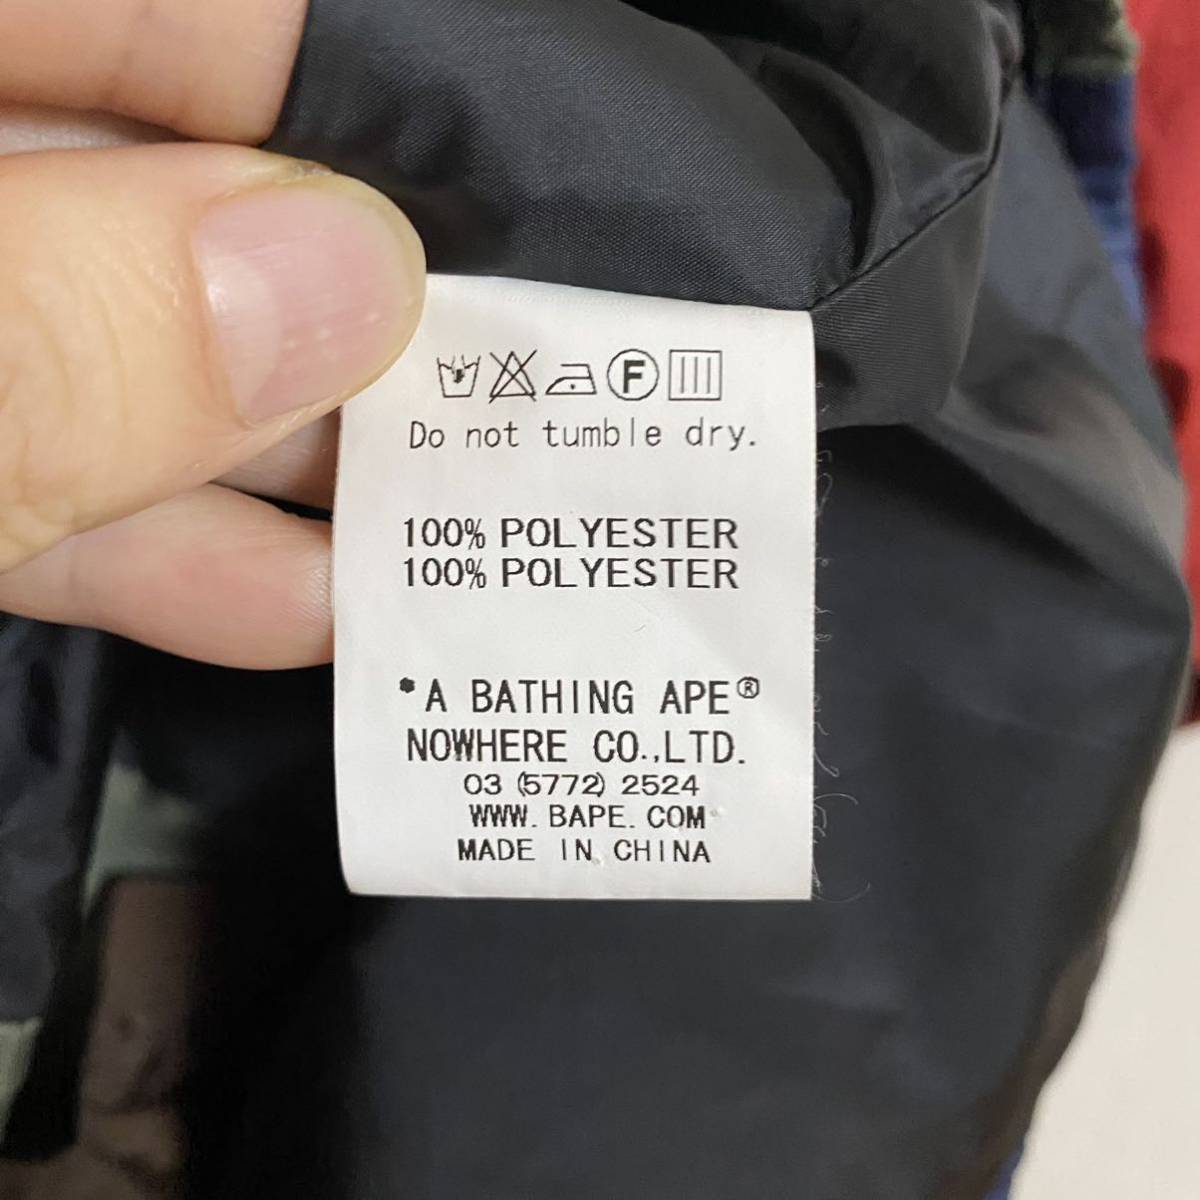 F
Do not tumble dry.
100% POLYESTER
100% POLYESTER
*A BATHING APE®
NOWHERE CO.,LTD.
03 (5772) 2524
WWW. BAPE. COM
MADE IN CHINA